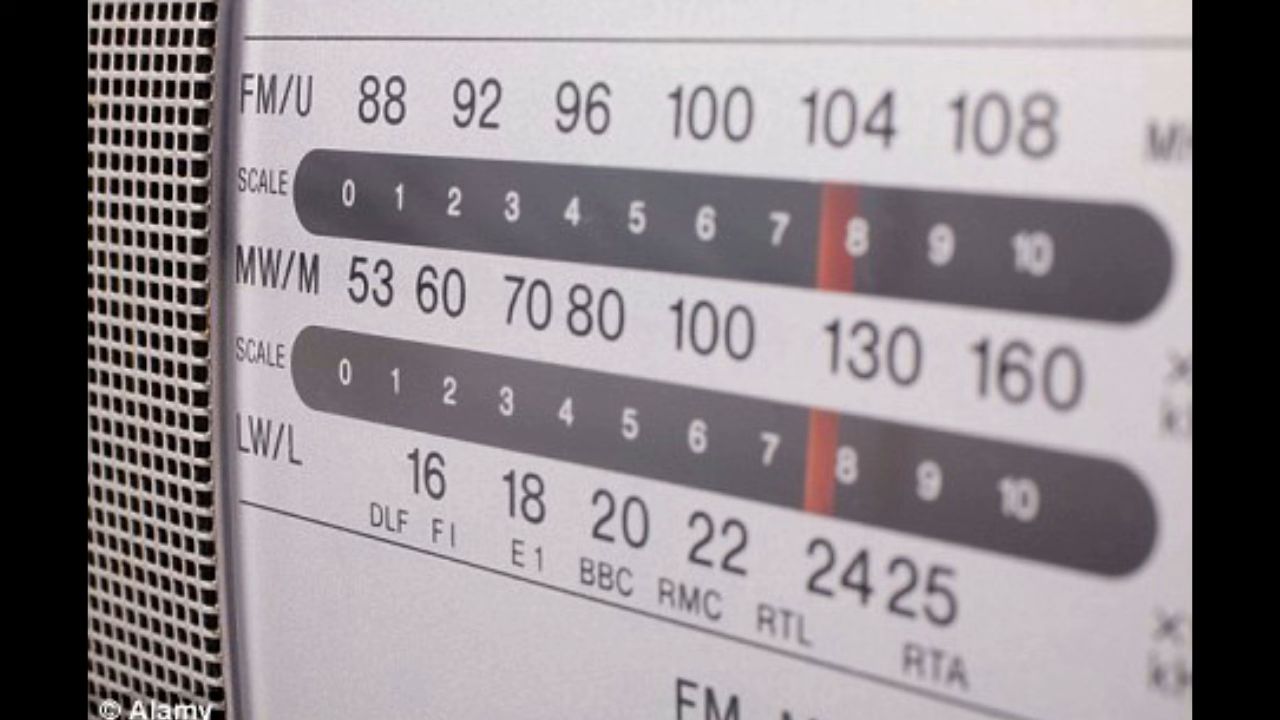 FM/U 88 92 96 100 104 108
SCALE 0 1 2 3 4 5 6 7 8 9 10
MW/M 53 60 70 80 100 130 160
SCALE 0 1 2 3 4 5 6 7 8 9 10
LW/L 16 18 20 22 24 25
DLF F1 E1 BBC RMC RTL RTA
FM
© Alamy